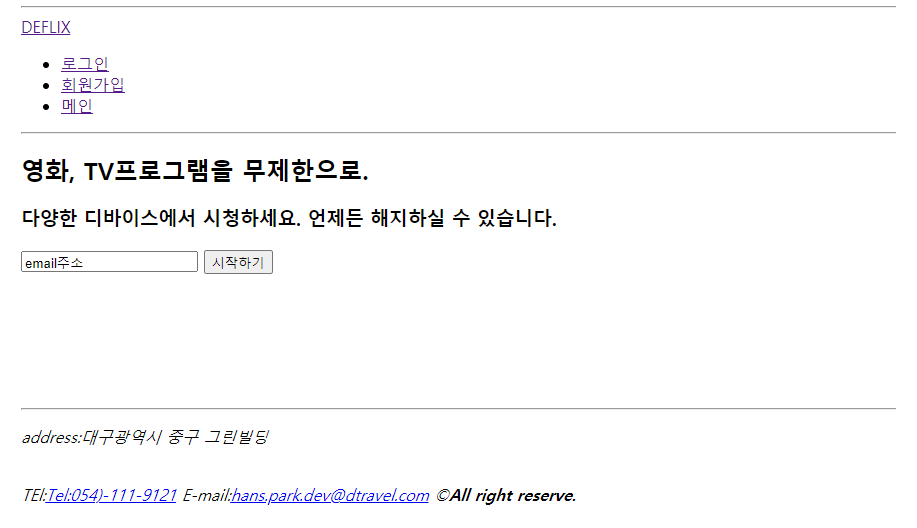 DEFLIX
로그인
회원가입
메인
영화, TV프로그램을 무제한으로.
다양한 디바이스에서 시청하세요. 언제든 해지하실 수 있습니다.
email주소 시작하기
address:대구광역시 중구 그린빌딩
TEl:Tel:054)-111-9121 E-mail:hans.park.dev@dtravel.com ©All right reserve.